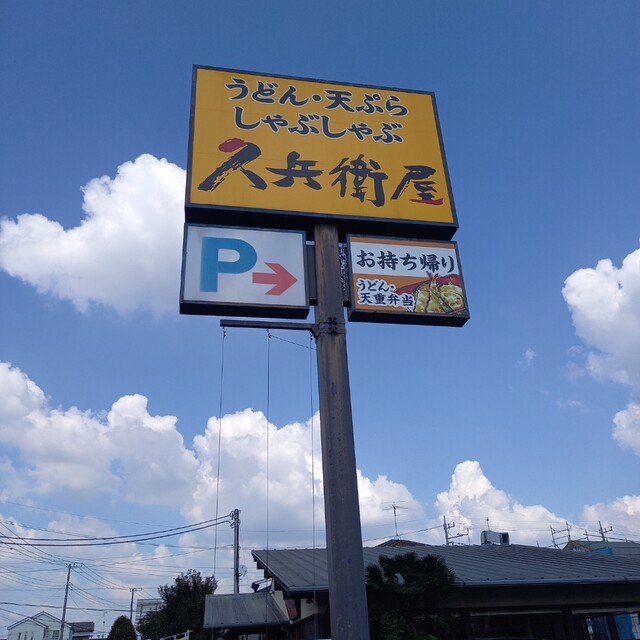 うどん・天ぷら
しゃぶしゃぶ
久兵衛屋
P
お持ち帰り
うどん・
天重弁当